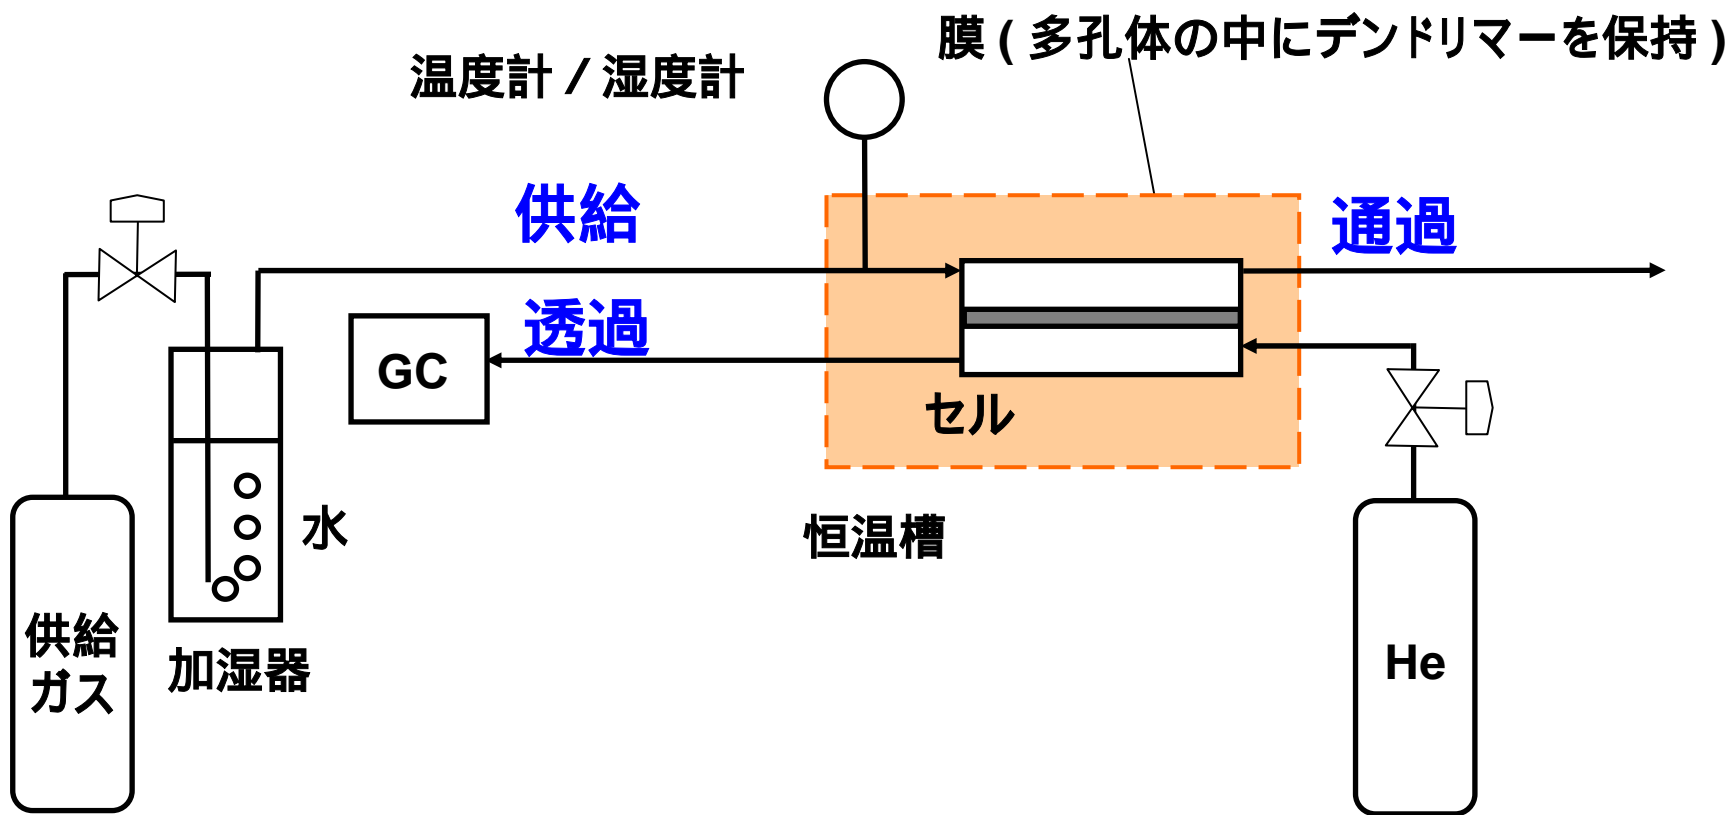 膜(多孔体の中にデンドリマーを保持)
温度計/湿度計
供給
通過
透過
GC
セル
水
恒温槽
供給
ガス
加湿器
He